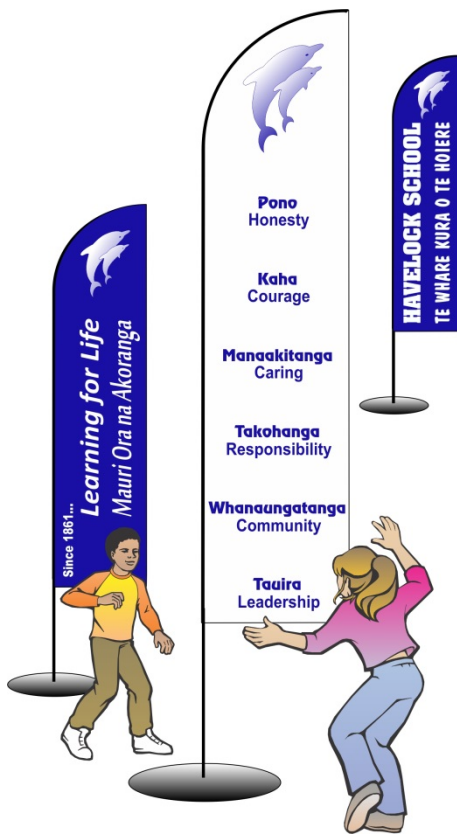 Since 1861...
Learning for Life
Mauri Ora na Akoranga
Pono
Honesty
Kaha
Courage
Manaakitanga
Caring
Takohanga
Responsibility
Whanaungatanga
Community
Tauira
Leadership
HAVELOCK SCHOOL
TE WHARE KURA O TE HOIERE